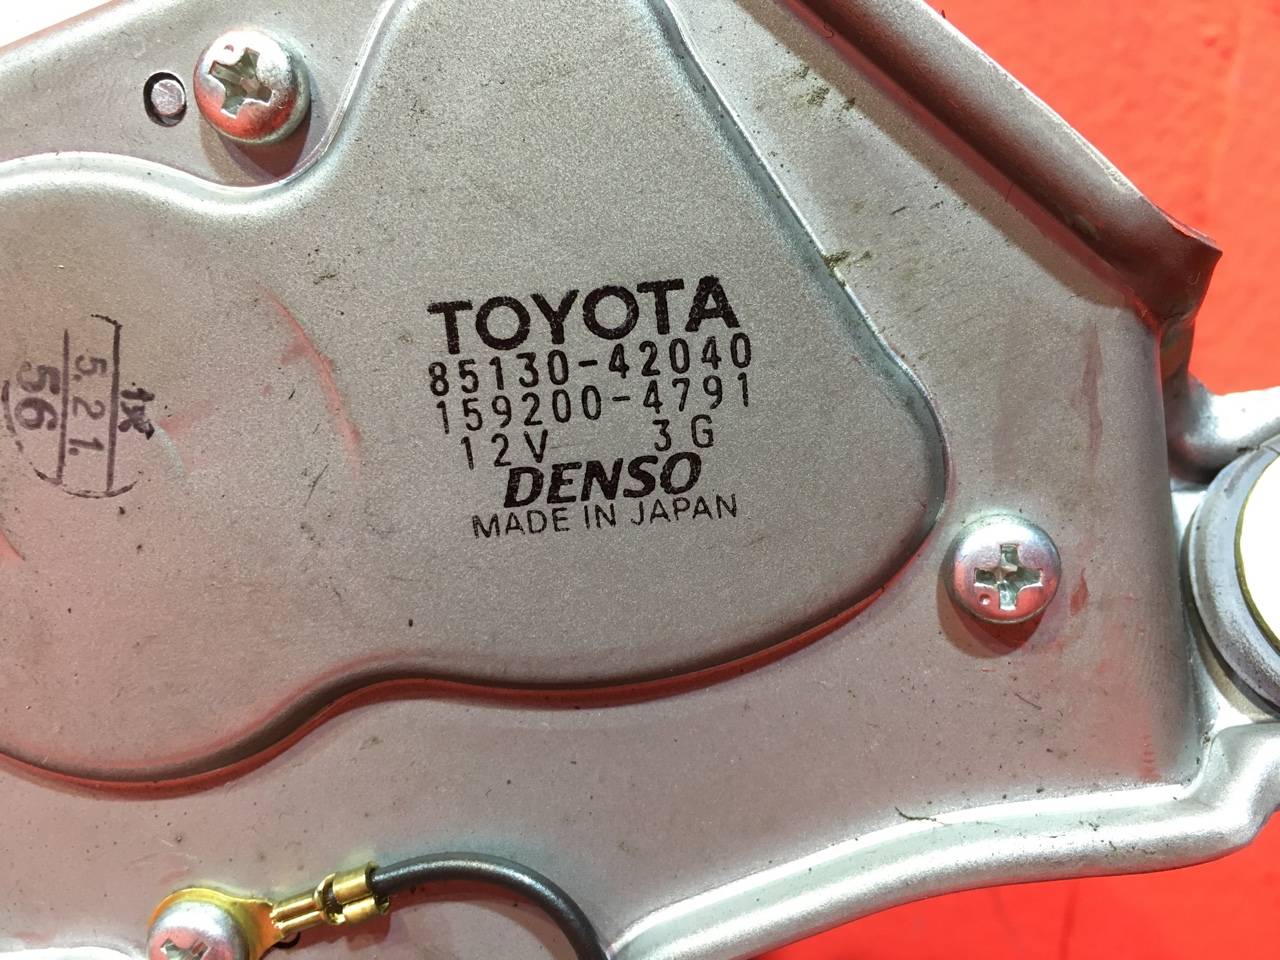 TOYOTA
85130-42040
159200-4791
12V 3G
DENSO
MADE IN JAPAN
5.21.
56